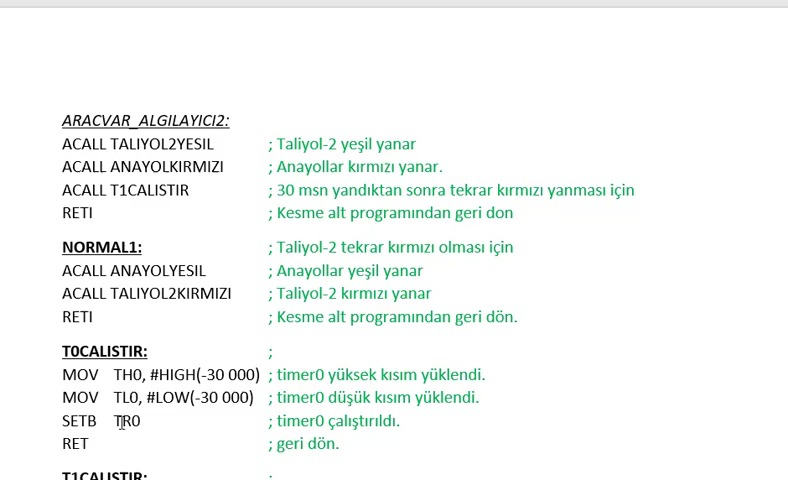 ARACVAR_ALGILAYICI2:
ACALL TALIYOL2YESIL ; Taliyol-2 yeşil yanar
ACALL ANAYOLKIRMIZI ; Anayollar kırmızı yanar.
ACALL T1CALISTIR ; 30 msn yandıktan sonra tekrar kırmızı yanması için
RETI ; Kesme alt programından geri don
NORMAL1: ; Taliyol-2 tekrar kırmızı olması için
ACALL ANAYOLYESIL ; Anayollar yeşil yanar
ACALL TALIYOL2KIRMIZI ; Taliyol-2 kırmızı yanar
RETI ; Kesme alt programından geri dön.
T0CALISTIR: ;
MOV TH0, #HIGH(-30 000) ; timer0 yüksek kısım yüklendi.
MOV TL0, #LOW(-30 000) ; timer0 düşük kısım yüklendi.
SETB TR0 ; timer0 çalıştırıldı.
RET ; geri dön.
T1CALISTIR: ;